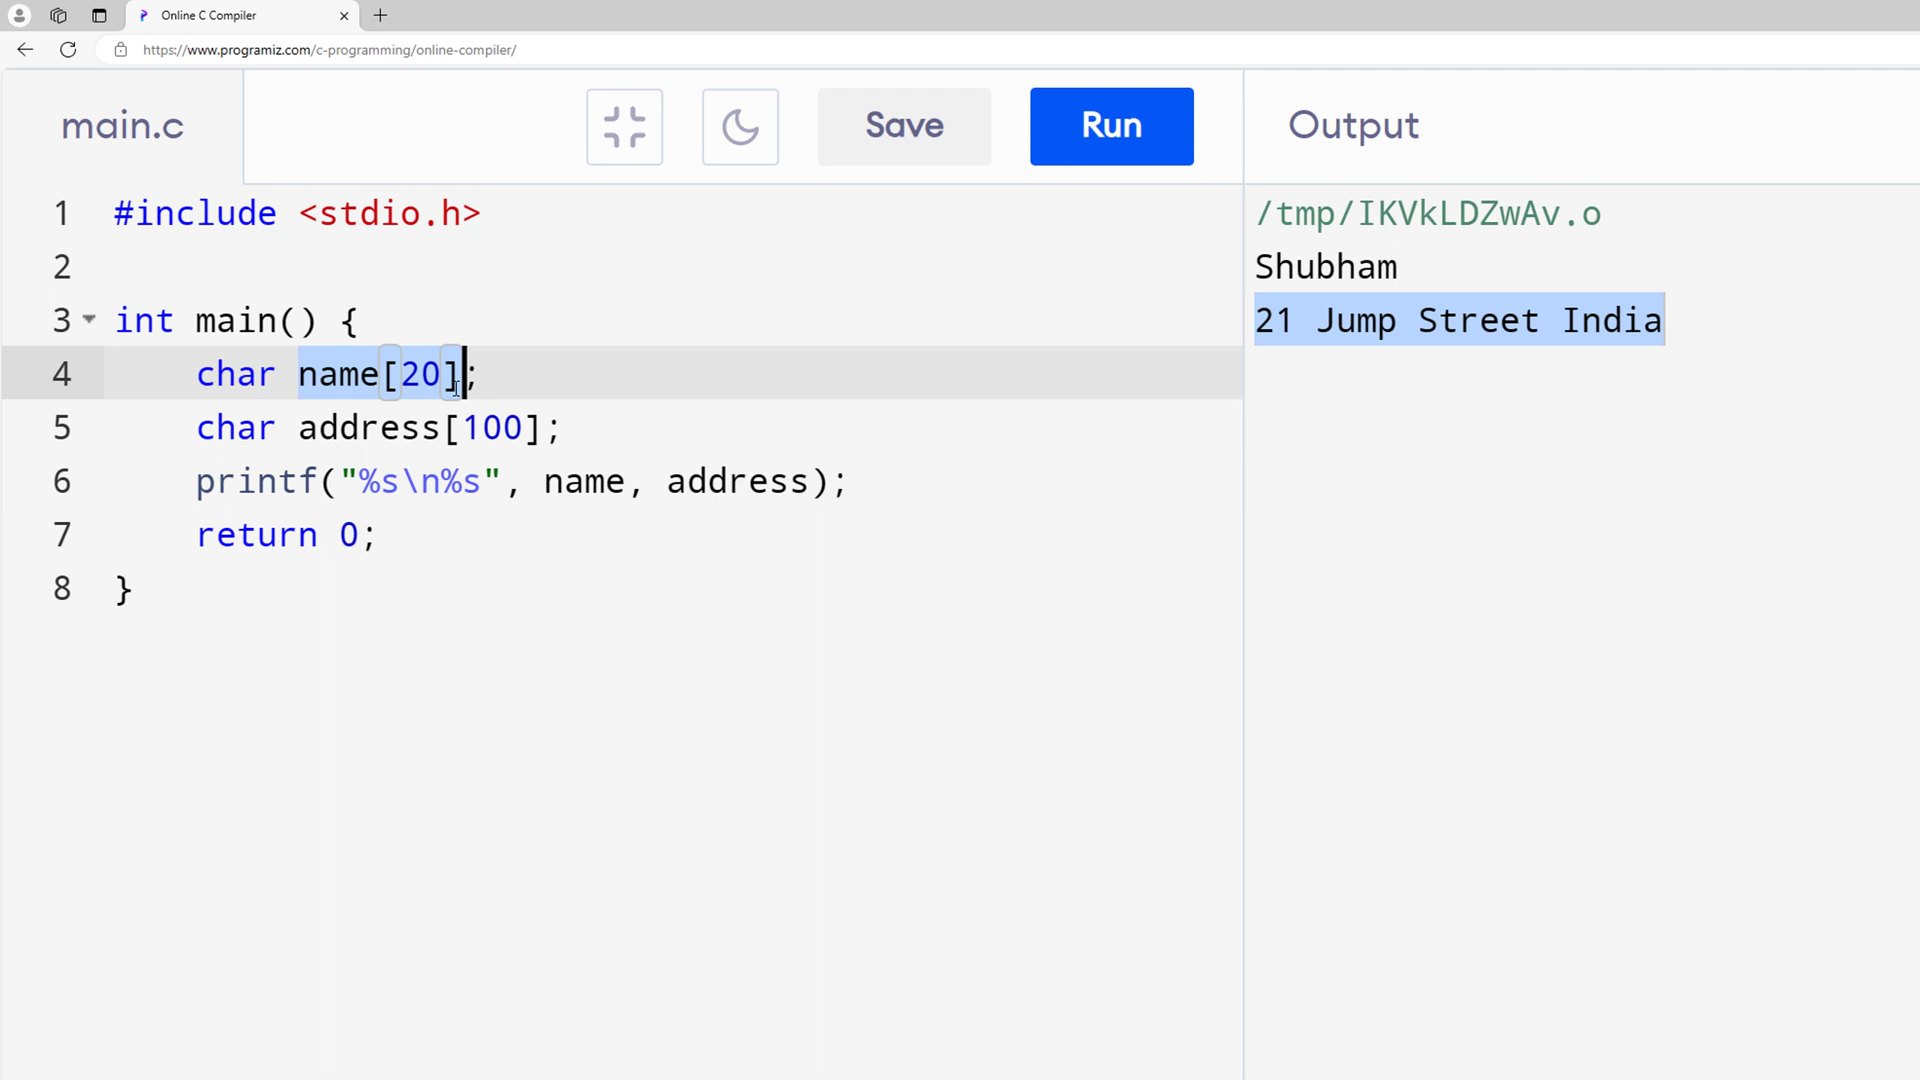 Online C Compiler
https://www.programiz.com/c-programming/online-compiler/
main.c
Save
Run
Output
1 #include <stdio.h>
2
3 int main() {
4 char name[20];
5 char address[100];
6 printf("%s\n%s", name, address);
7 return 0;
8 }
/tmp/IKVkLDZwAv.o
Shubham
21 Jump Street India